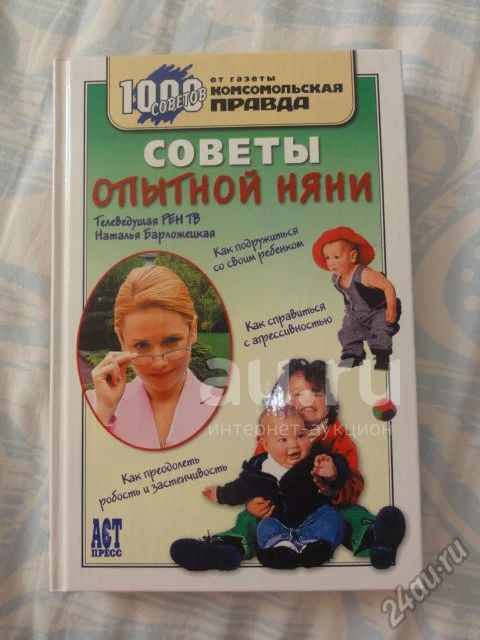 1000
СОВЕТОВ
от газеты
КОМСОМОЛЬСКАЯ
ПРАВДА
СОВЕТЫ
ОПЫТНОЙ НЯНИ
Телеведущая РЕН ТВ
Наталья Барложецкая
Как подружиться
со своим ребенком
Как справиться
с агрессивностью
au.ru
интернет-аукцион
Как преодолеть
робость и застенчивость
АСТ
ПРЕСС
24au.ru